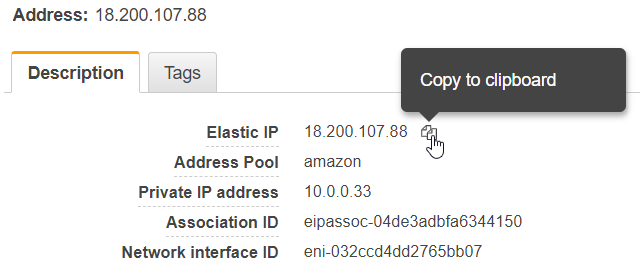 Address: 18.200.107.88
Description Tags
Copy to clipboard
Elastic IP 18.200.107.88
Address Pool amazon
Private IP address 10.0.0.33
Association ID eipassoc-04de3adbfa6344150
Network interface ID eni-032ccd4dd2765bb07